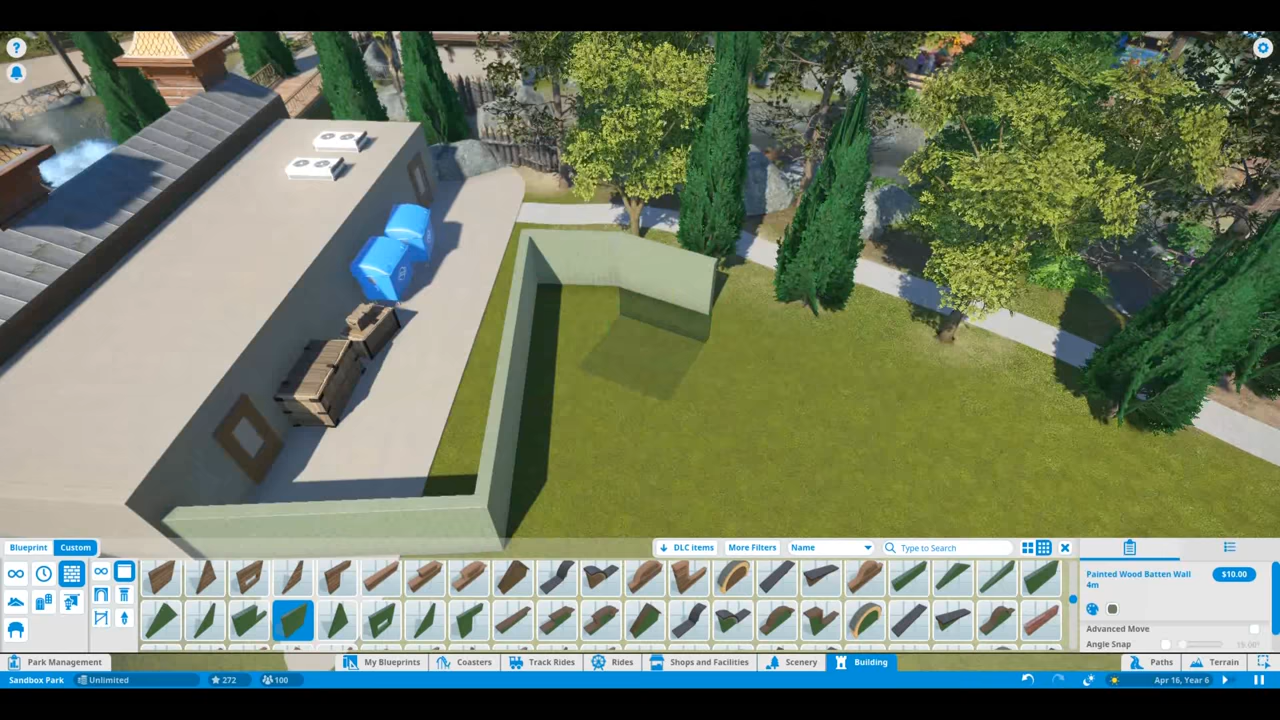 ?
Blueprint
Custom
DLC items
More Filters
Name
Type to Search
Painted Wood Batten Wall
4m
$10.00
Advanced Move
Angle Snap
Park Management
My Blueprints
Coasters
Track Rides
Rides
Shops and Facilities
Scenery
Building
Paths
Terrain
Sandbox Park
Unlimited
272
100
Apr 16, Year 6